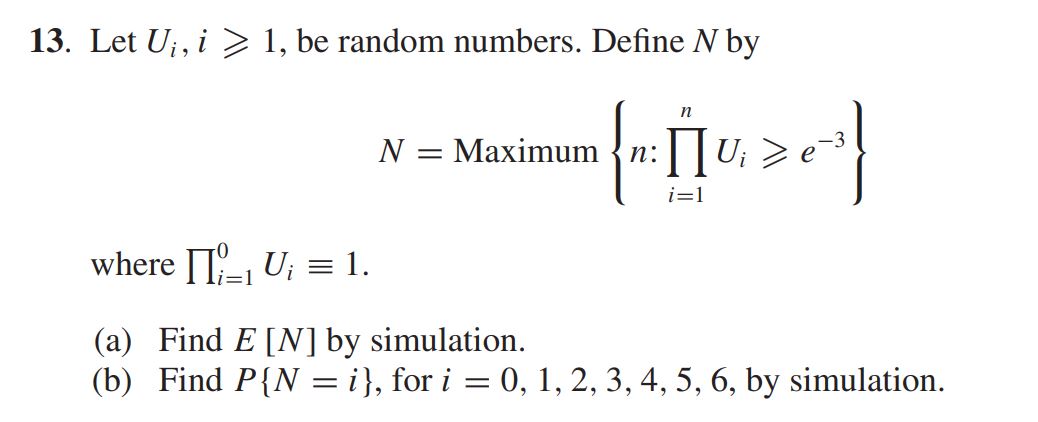 13. Let U_i, i ⩾ 1, be random numbers. Define N by
N = Maximum {n: ∏_{i=1}^{n} U_i ⩾ e^{−3}}
where ∏_{i=1}^{0} U_i ≡ 1.
(a) Find E [N] by simulation.
(b) Find P{N = i}, for i = 0, 1, 2, 3, 4, 5, 6, by simulation.